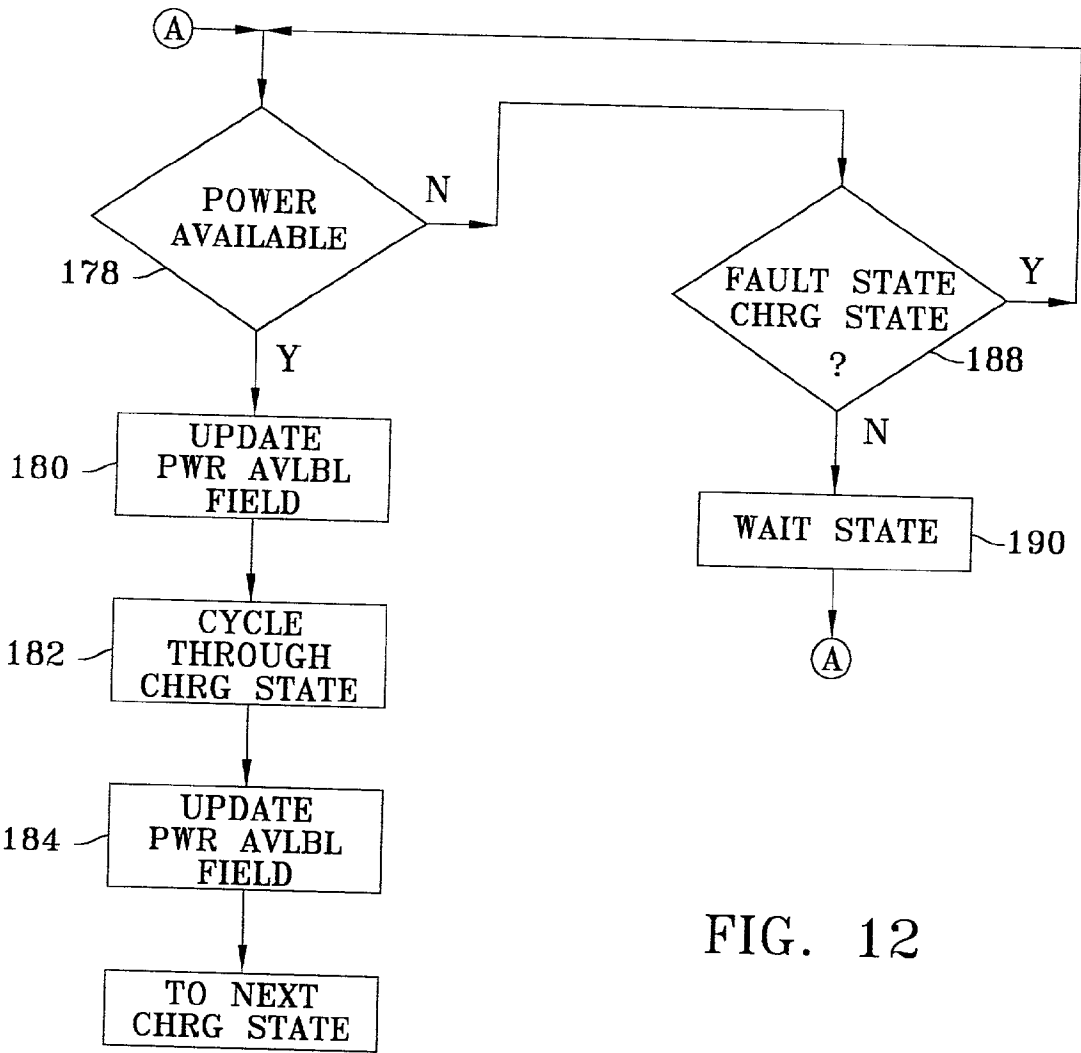 A
POWER
AVAILABLE
178
N
Y
FAULT STATE
CHRG STATE
?
188
Y
N
180
UPDATE
PWR AVLBL
FIELD
WAIT STATE
190
A
182
CYCLE
THROUGH
CHRG STATE
184
UPDATE
PWR AVLBL
FIELD
TO NEXT
CHRG STATE
FIG. 12